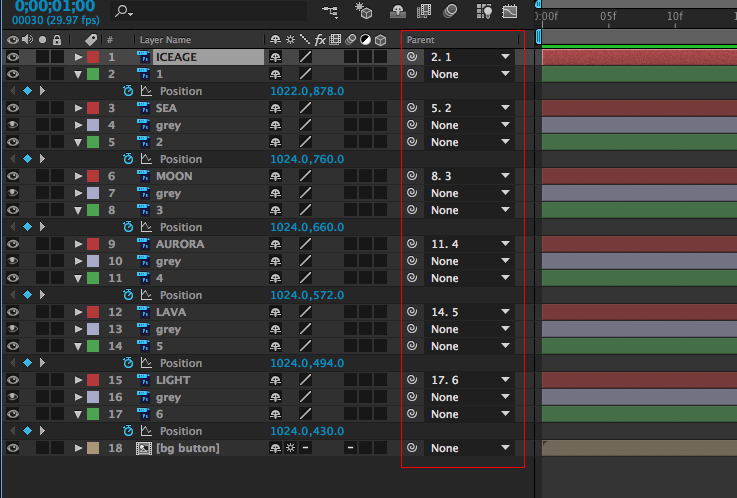 0;00;01;00
00030 (29.97 fps)
:00f 05f 10f
# Layer Name fx Parent
1 ICEAGE 2. 1
2 1 None
Position 1022.0,878.0
3 SEA 5. 2
4 grey None
5 2 None
Position 1024.0,760.0
6 MOON 8. 3
7 grey None
8 3 None
Position 1024.0,660.0
9 AURORA 11. 4
10 grey None
11 4 None
Position 1024.0,572.0
12 LAVA 14. 5
13 grey None
14 5 None
Position 1024.0,494.0
15 LIGHT 17. 6
16 grey None
17 6 None
Position 1024.0,430.0
18 [bg button] None